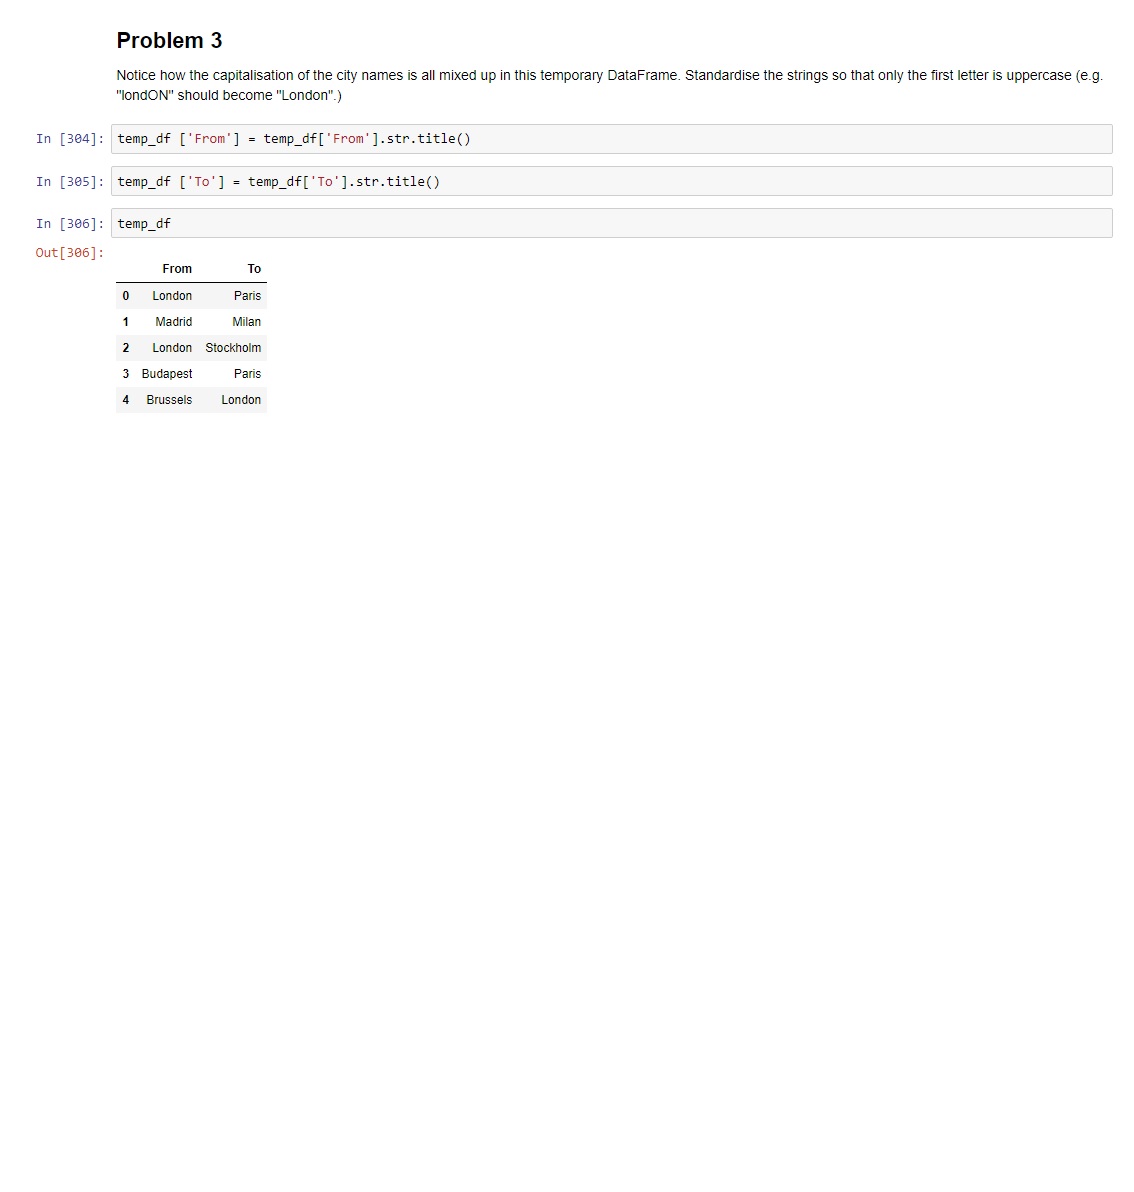 Problem 3
Notice how the capitalisation of the city names is all mixed up in this temporary DataFrame. Standardise the strings so that only the first letter is uppercase (e.g.
"londON" should become "London".)
In [304]: temp_df ['From'] = temp_df['From'].str.title()
In [305]: temp_df ['To'] = temp_df['To'].str.title()
In [306]: temp_df
Out[306]:
From To
0 London Paris
1 Madrid Milan
2 London Stockholm
3 Budapest Paris
4 Brussels London